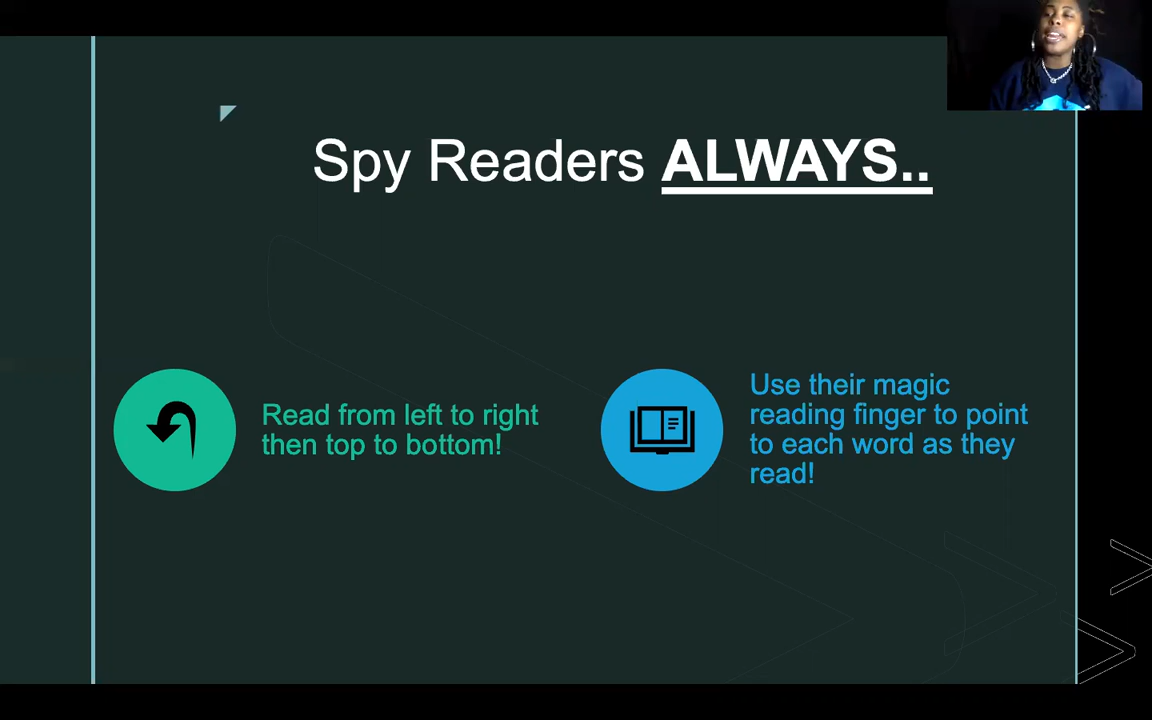 Spy Readers ALWAYS..
Read from left to right
then top to bottom!
Use their magic
reading finger to point
to each word as they
read!